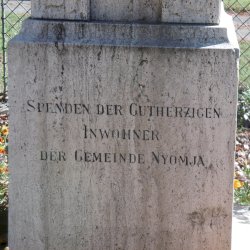 SPENDEN DER GUTHERZIGEN
INWOHNER
DER GEMEINDE NYOMJA